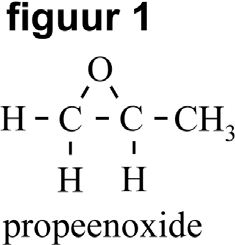 figuur 1
O
H – C – C – CH₃
H H
propeenoxide